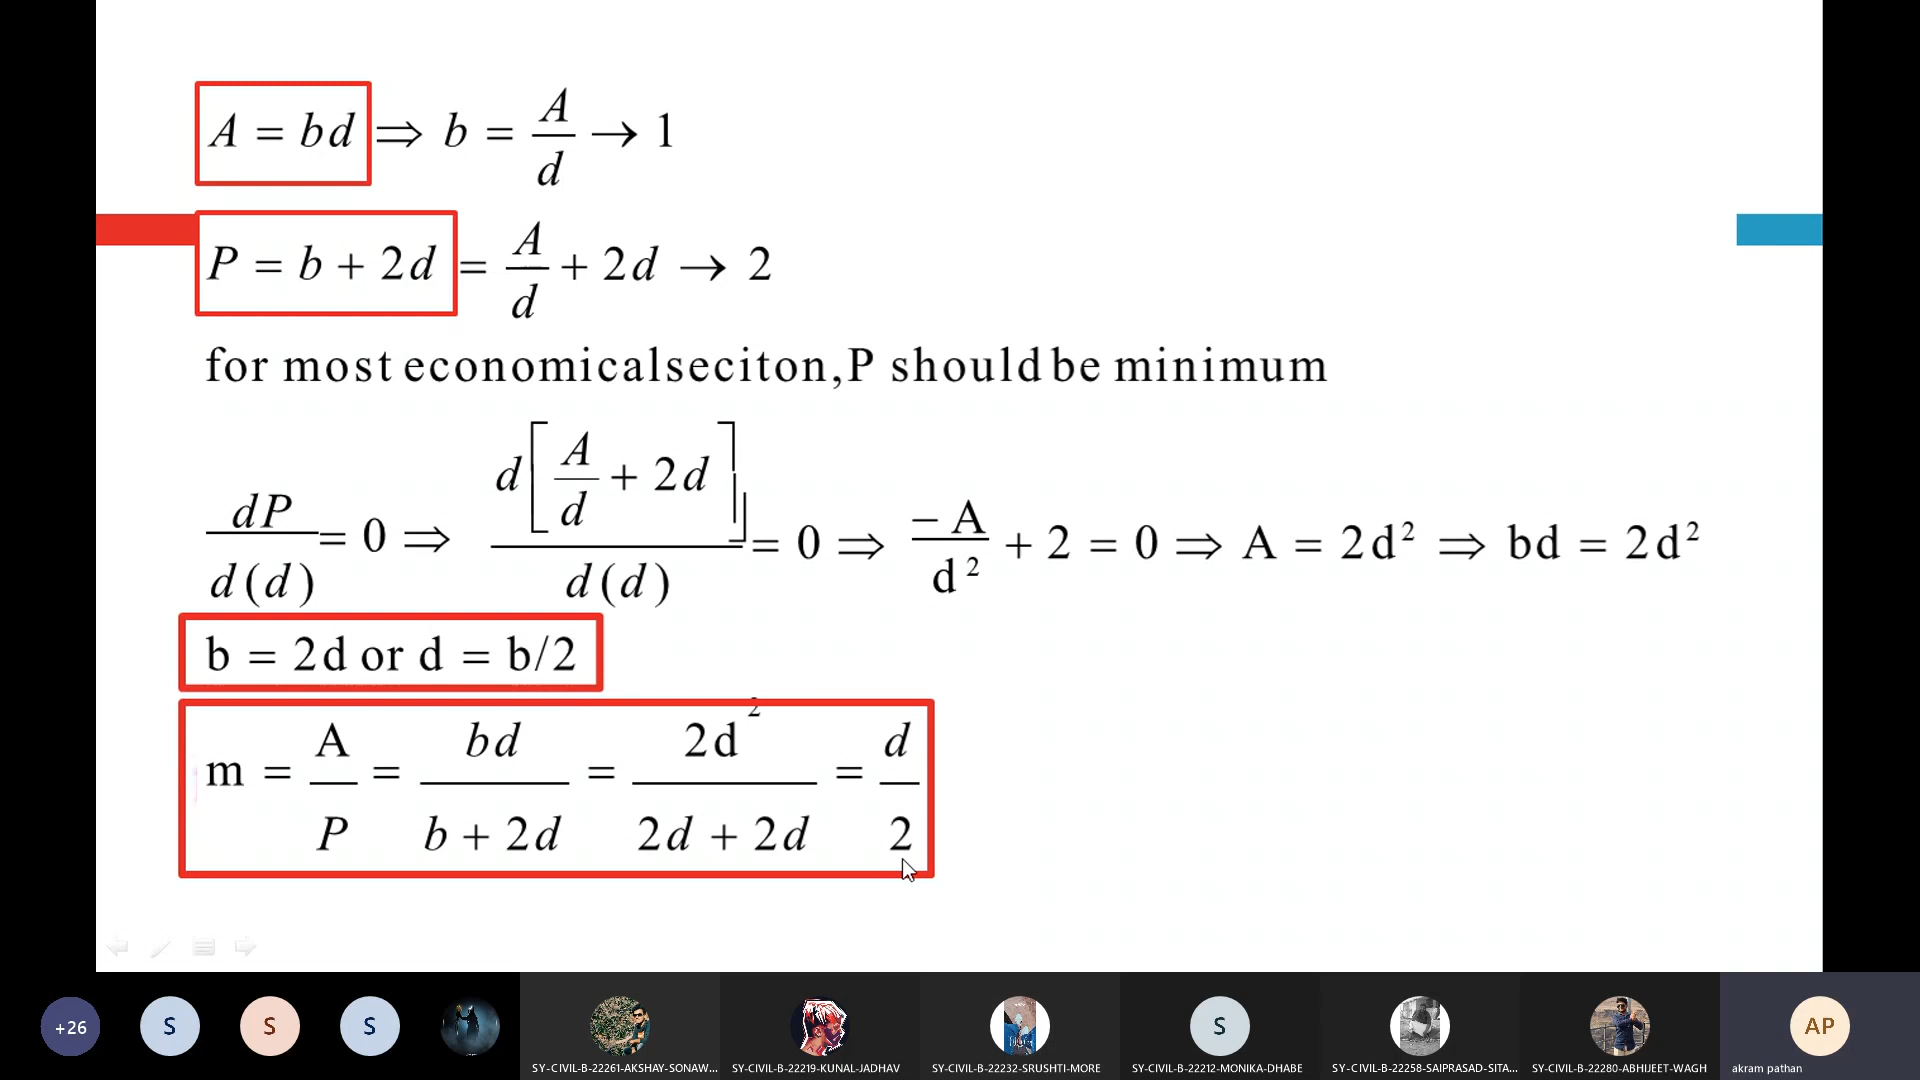 A = bd ⇒ b = A/d → 1
P = b + 2d = A/d + 2d → 2
for most economical seciton, P should be minimum
dP/d(d) = 0 ⇒ d[A/d + 2d]/d(d) = 0 ⇒ –A/d² + 2 = 0 ⇒ A = 2d² ⇒ bd = 2d²
b = 2d or d = b/2
m = A/P = bd/(b + 2d) = 2d²/(2d + 2d) = d/2
+26
S
S
S
S
AP
SY-CIVIL-B-22261-AKSHAY-SONAW...
SY-CIVIL-B-22219-KUNAL-JADHAV
SY-CIVIL-B-22232-SRUSHTI-MORE
SY-CIVIL-B-22212-MONIKA-DHABE
SY-CIVIL-B-22258-SAIPRASAD-SITA...
SY-CIVIL-B-22280-ABHIJEET-WAGH
akram pathan